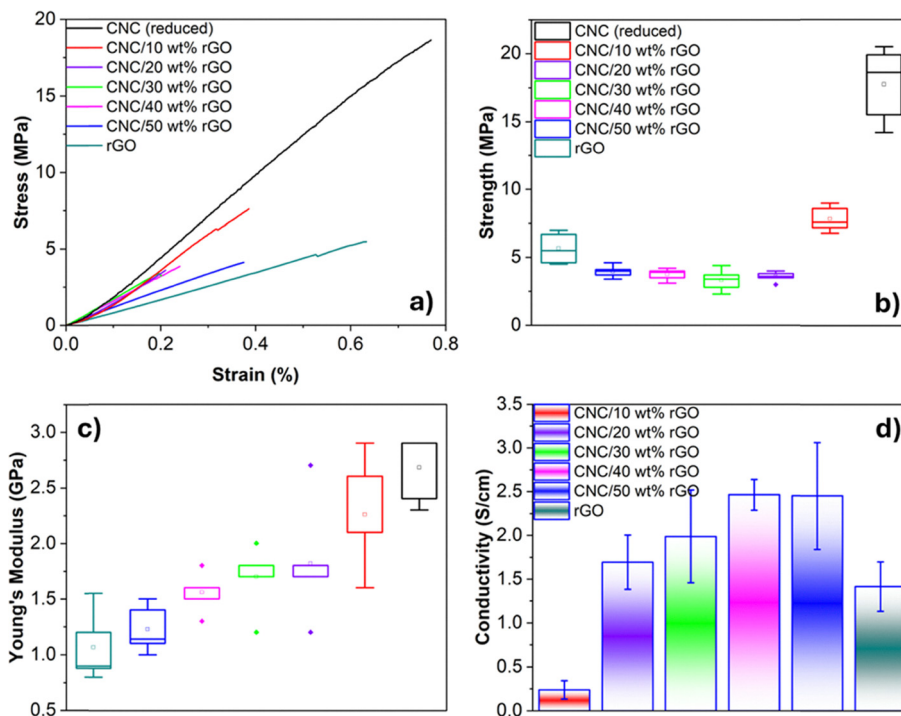 CNC (reduced)
CNC/10 wt% rGO
CNC/20 wt% rGO
CNC/30 wt% rGO
CNC/40 wt% rGO
CNC/50 wt% rGO
rGO
a)
Stress (MPa)
20
15
10
5
0
0.0 0.2 0.4 0.6 0.8
Strain (%)
CNC (reduced)
CNC/10 wt% rGO
CNC/20 wt% rGO
CNC/30 wt% rGO
CNC/40 wt% rGO
CNC/50 wt% rGO
rGO
b)
Strength (MPa)
20
15
10
5
0
c)
Young's Modulus (GPa)
3.0
2.5
2.0
1.5
1.0
0.5
CNC/10 wt% rGO
CNC/20 wt% rGO
CNC/30 wt% rGO
CNC/40 wt% rGO
CNC/50 wt% rGO
rGO
d)
Conductivity (S/cm)
3.5
3.0
2.5
2.0
1.5
1.0
0.5
0.0